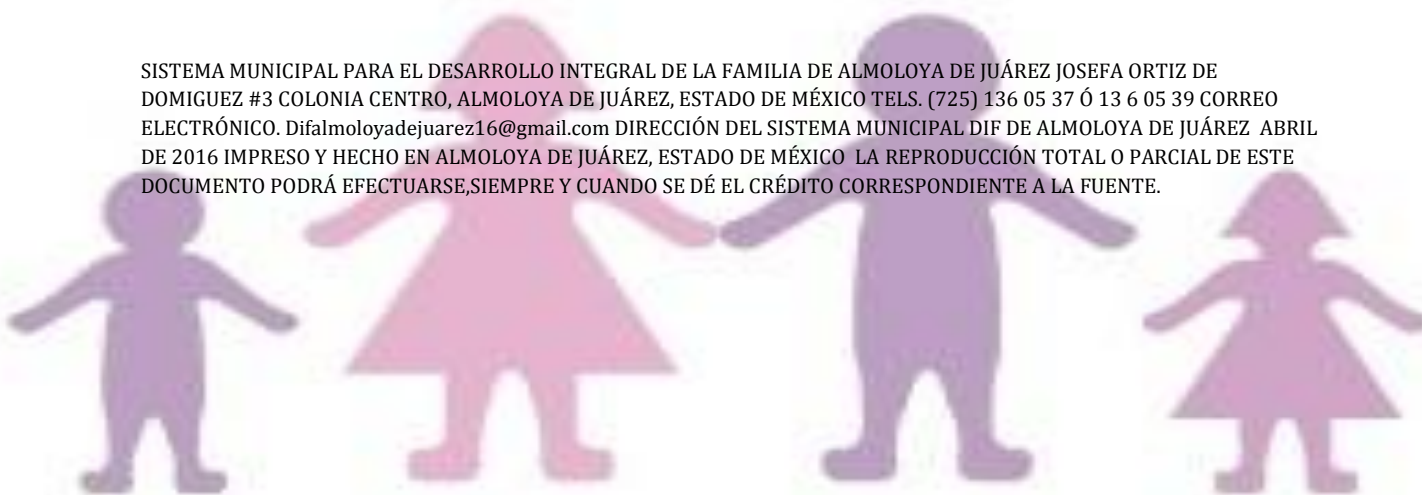 SISTEMA MUNICIPAL PARA EL DESARROLLO INTEGRAL DE LA FAMILIA DE ALMOLOYA DE JUÁREZ JOSEFA ORTIZ DE
DOMIGUEZ #3 COLONIA CENTRO, ALMOLOYA DE JUÁREZ, ESTADO DE MÉXICO TELS. (725) 136 05 37 Ó 13 6 05 39 CORREO
ELECTRÓNICO. Difalmoloyadejuarez16@gmail.com DIRECCIÓN DEL SISTEMA MUNICIPAL DIF DE ALMOLOYA DE JUÁREZ ABRIL
DE 2016 IMPRESO Y HECHO EN ALMOLOYA DE JUÁREZ, ESTADO DE MÉXICO LA REPRODUCCIÓN TOTAL O PARCIAL DE ESTE
DOCUMENTO PODRÁ EFECTUARSE,SIEMPRE Y CUANDO SE DÉ EL CRÉDITO CORRESPONDIENTE A LA FUENTE.